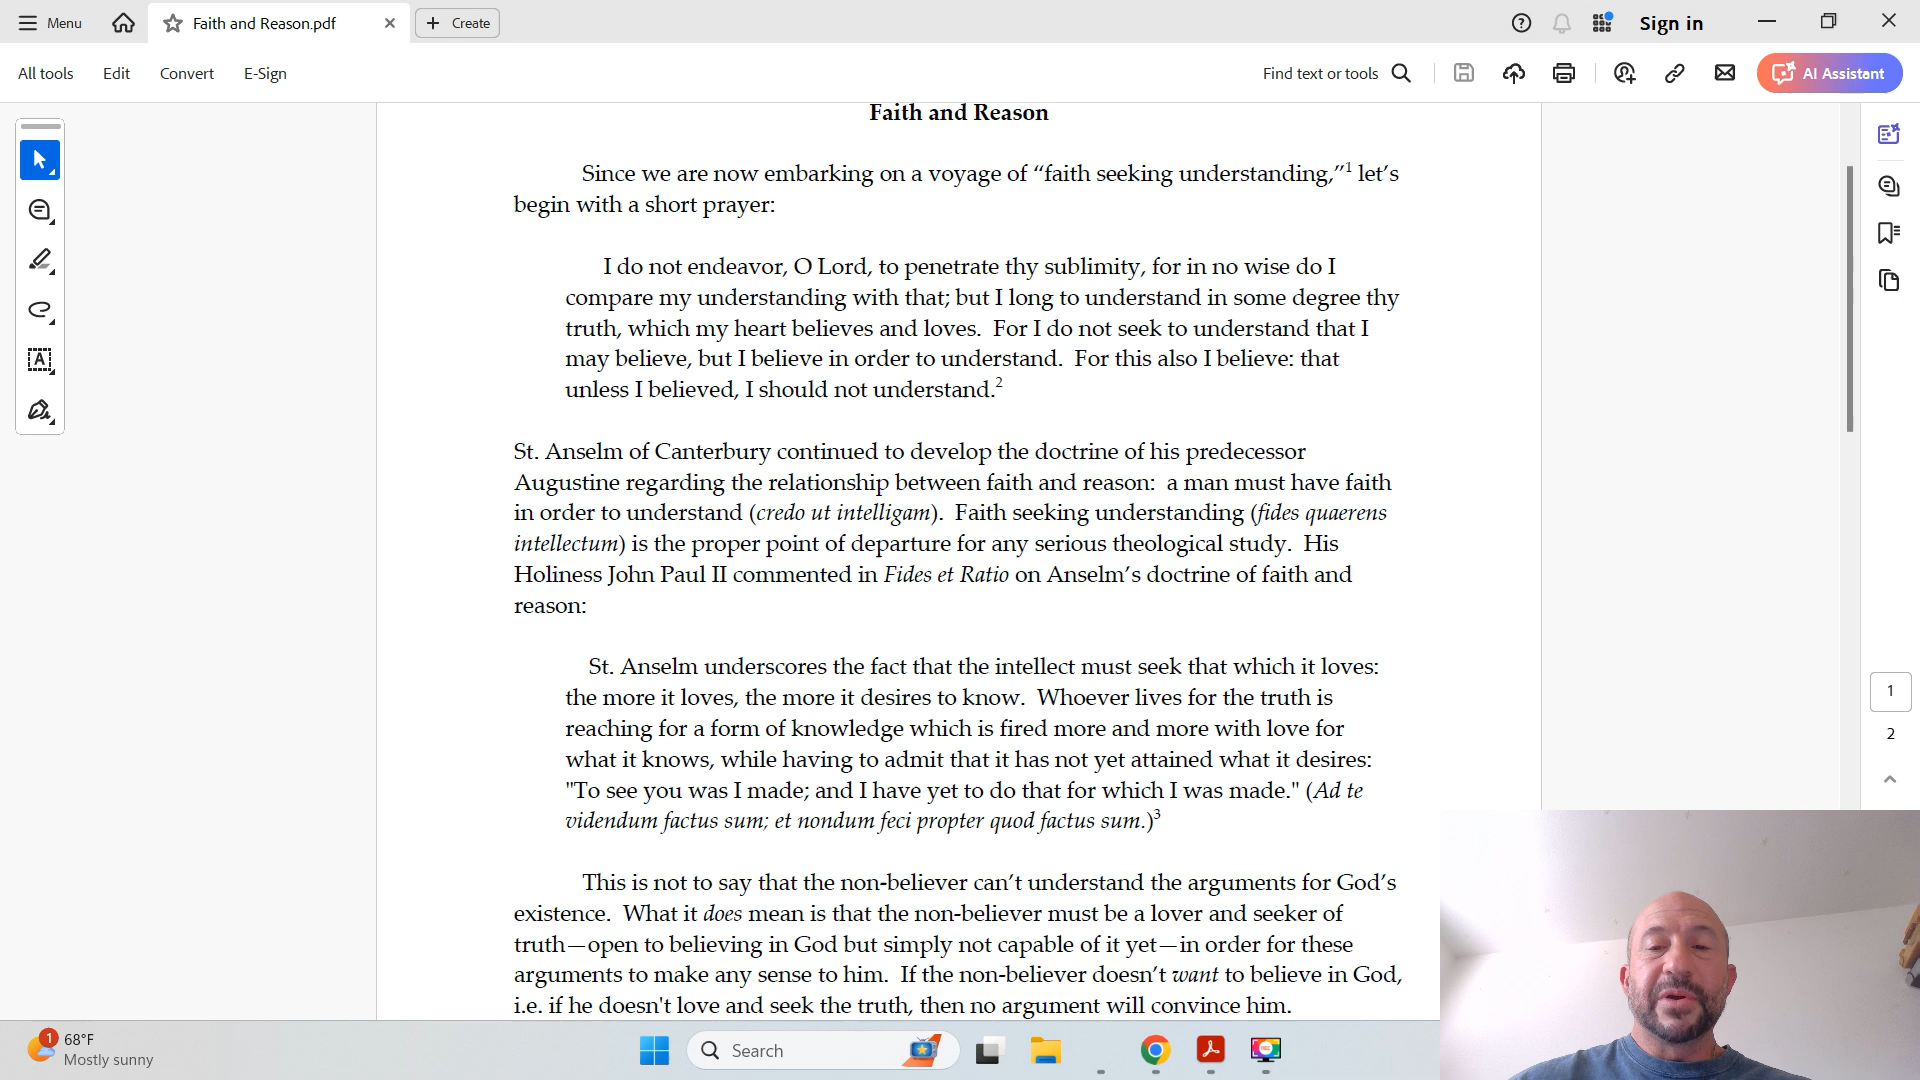 Menu
Faith and Reason.pdf
Create
Sign in
All tools
Edit
Convert
E-Sign
Find text or tools
AI Assistant
Faith and Reason
Since we are now embarking on a voyage of “faith seeking understanding,”1 let’s
begin with a short prayer:
I do not endeavor, O Lord, to penetrate thy sublimity, for in no wise do I
compare my understanding with that; but I long to understand in some degree thy
truth, which my heart believes and loves.  For I do not seek to understand that I
may believe, but I believe in order to understand.  For this also I believe: that
unless I believed, I should not understand.2
St. Anselm of Canterbury continued to develop the doctrine of his predecessor
Augustine regarding the relationship between faith and reason:  a man must have faith
in order to understand (credo ut intelligam).  Faith seeking understanding (fides quaerens
intellectum) is the proper point of departure for any serious theological study.  His
Holiness John Paul II commented in Fides et Ratio on Anselm’s doctrine of faith and
reason:
St. Anselm underscores the fact that the intellect must seek that which it loves:
the more it loves, the more it desires to know.  Whoever lives for the truth is
reaching for a form of knowledge which is fired more and more with love for
what it knows, while having to admit that it has not yet attained what it desires:
"To see you was I made; and I have yet to do that for which I was made." (Ad te
videndum factus sum; et nondum feci propter quod factus sum.)3
This is not to say that the non-believer can’t understand the arguments for God’s
existence.  What it does mean is that the non-believer must be a lover and seeker of
truth—open to believing in God but simply not capable of it yet—in order for these
arguments to make any sense to him.  If the non-believer doesn’t want to believe in God,
i.e. if he doesn't love and seek the truth, then no argument will convince him.
1
2
1
68°F
Mostly sunny
Search